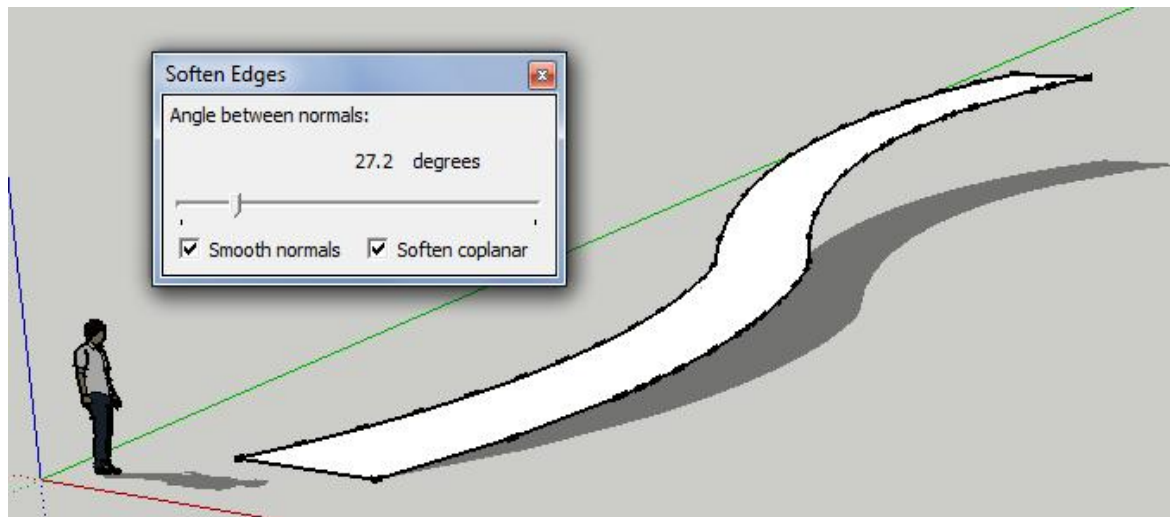 Soften Edges
Angle between normals:
27.2 degrees
Smooth normals Soften coplanar